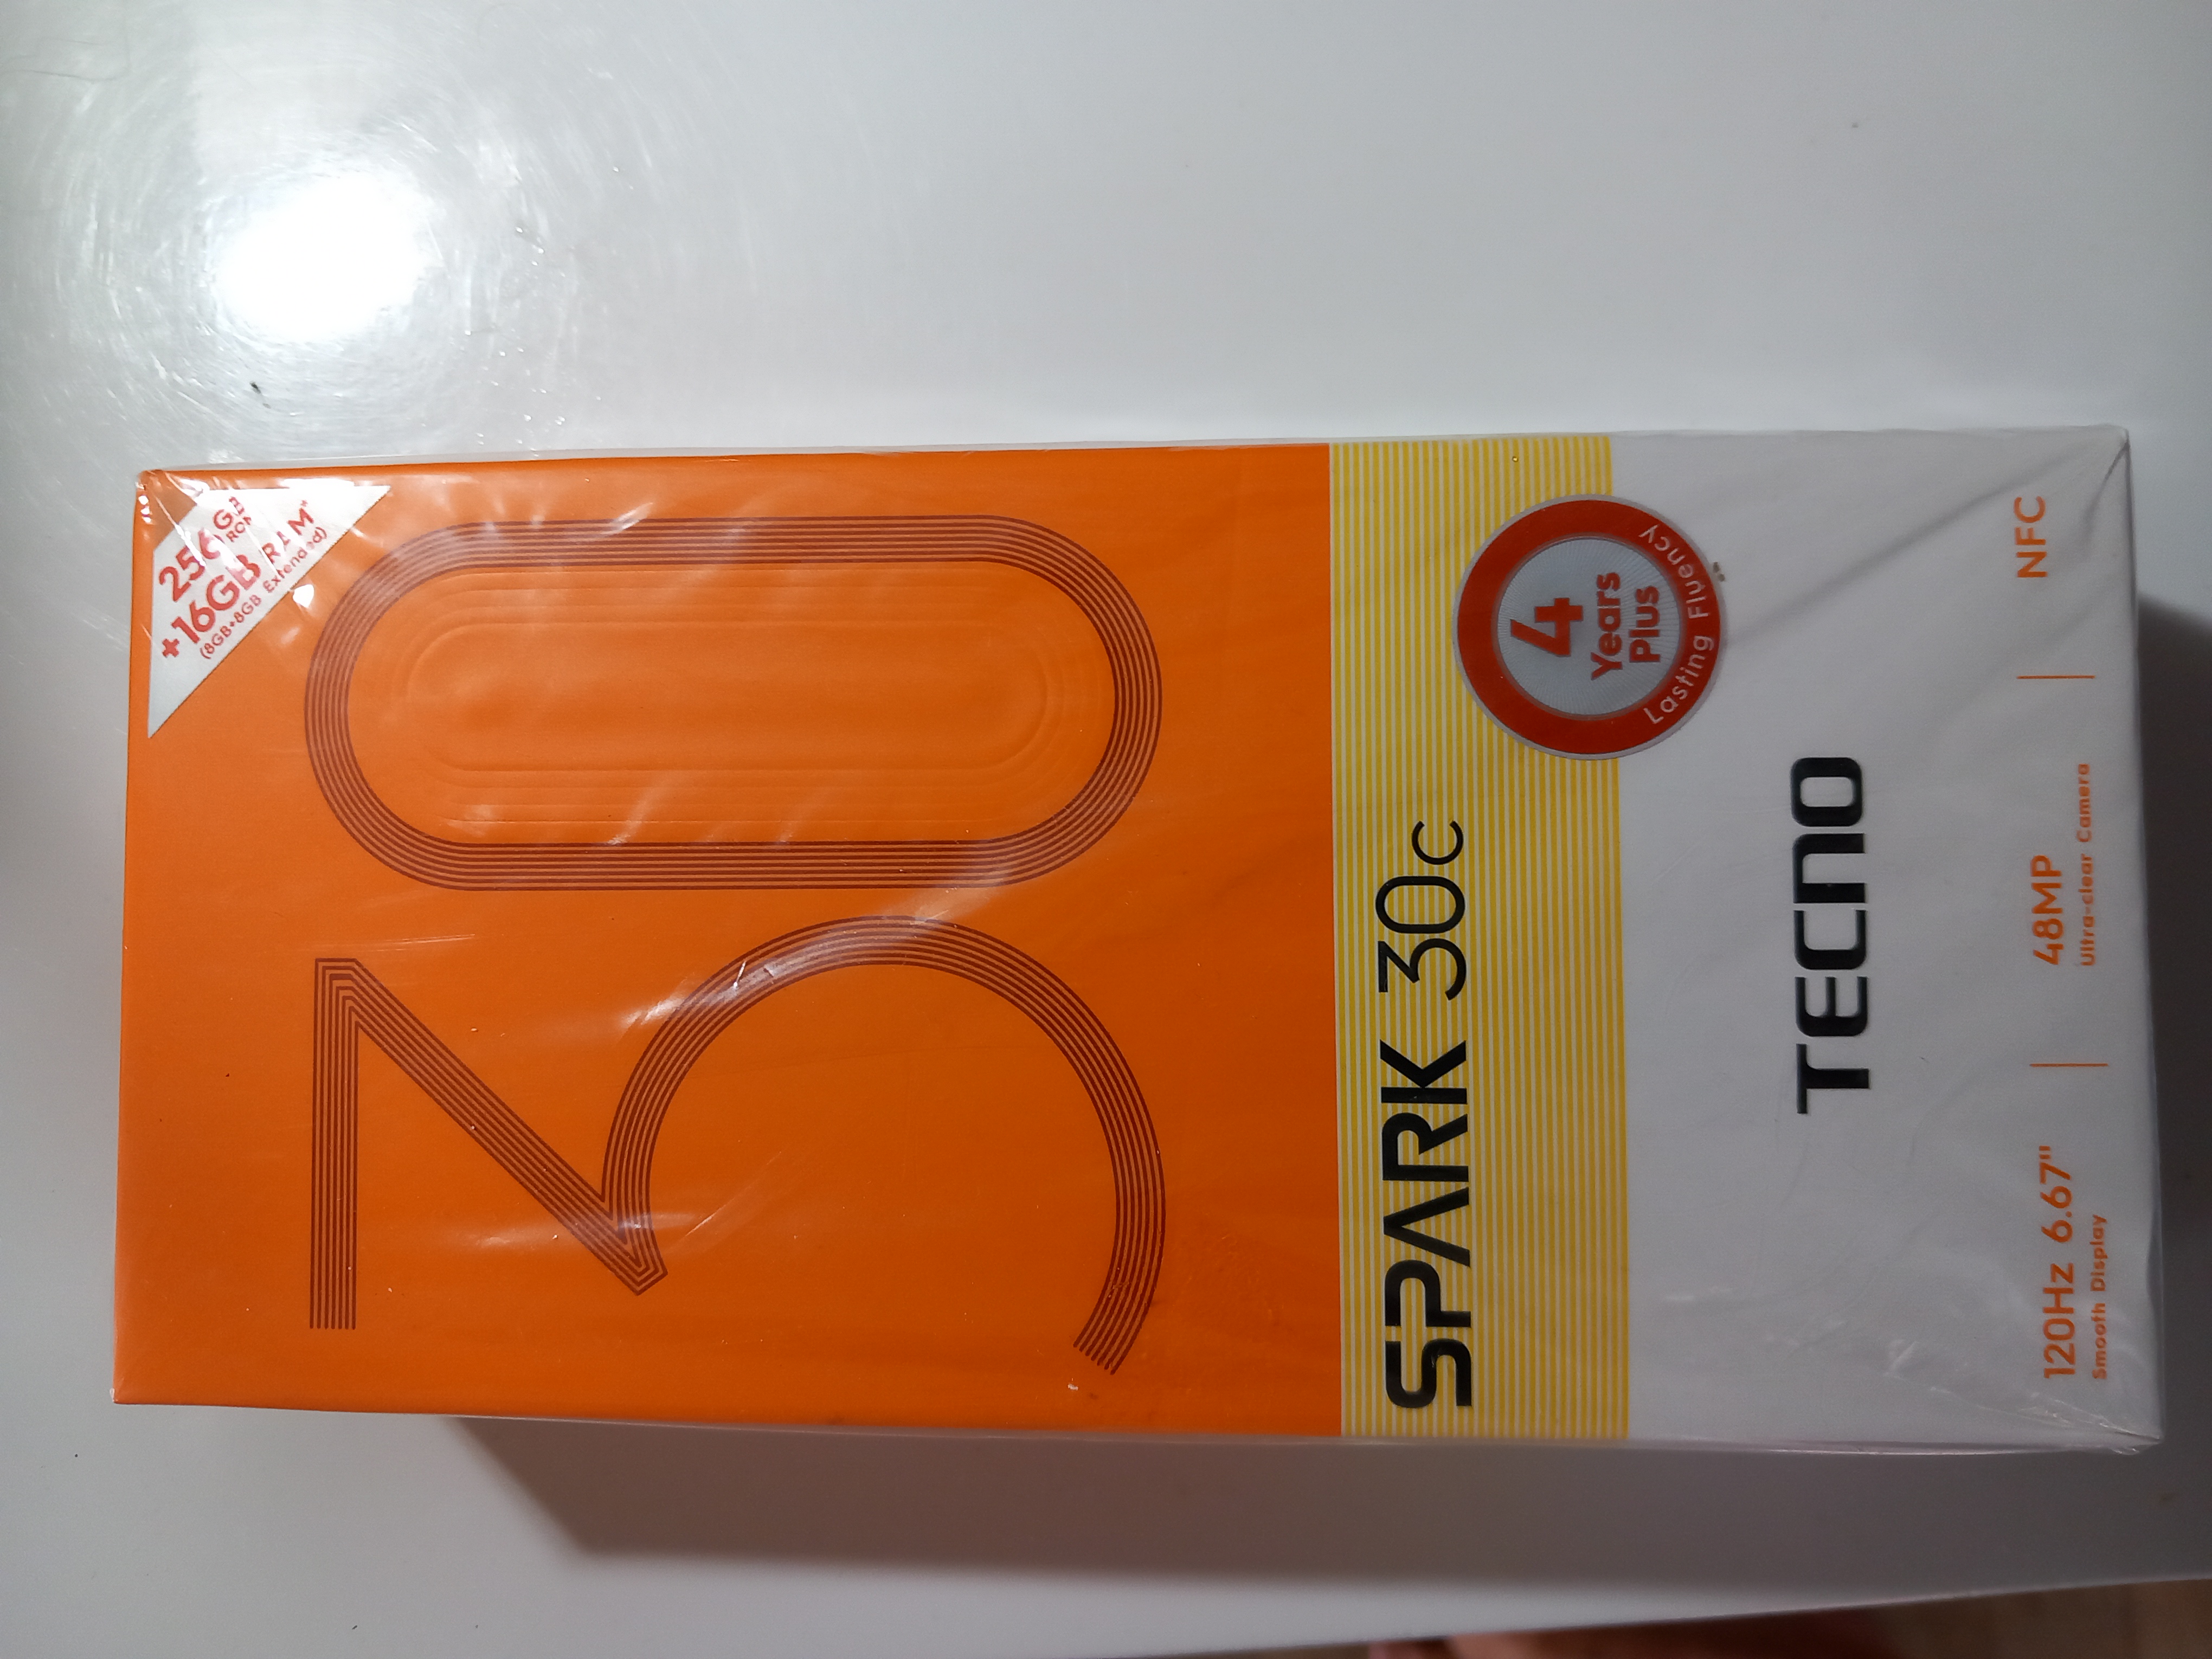 256GB ROM
+16GB RAM*
(8GB+8GB Extended)
30
SPARK 30C
4
Years
Plus
Lasting Fluency
TECNO
120Hz 6.67"
Smooth Display
48MP
Ultra-clear Camera
NFC